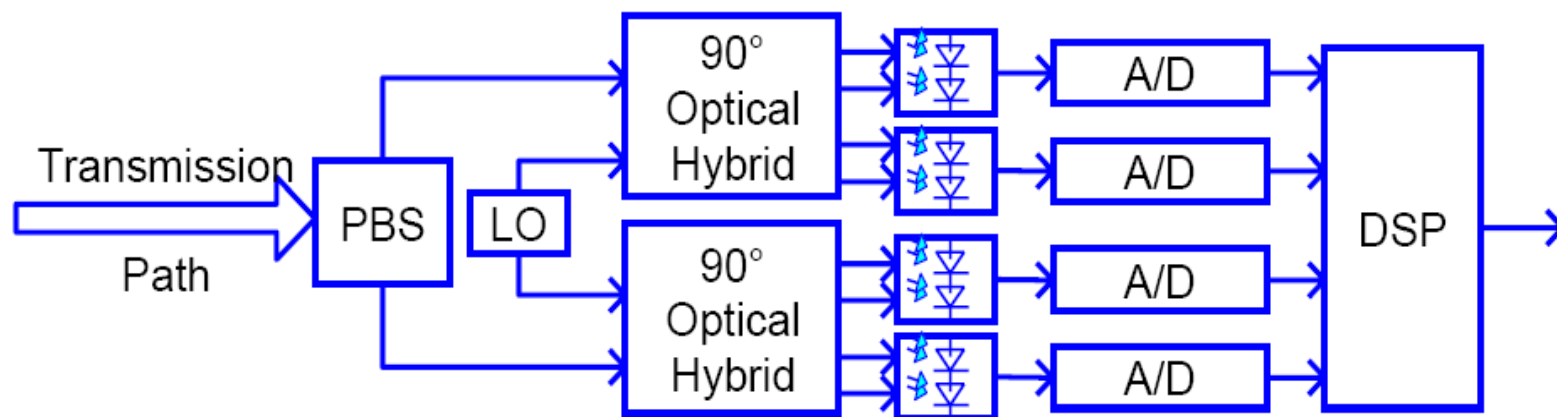 Transmission
Path
PBS
LO
90°
Optical
Hybrid
90°
Optical
Hybrid
A/D
A/D
A/D
A/D
DSP